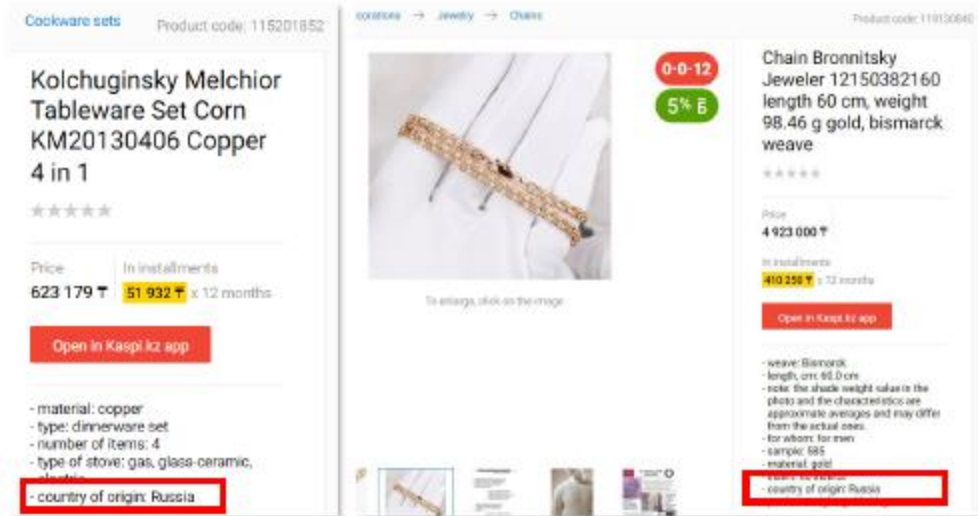 Cookware sets
Product code: 115201852
Kolchuginsky Melchior
Tableware Set Corn
KM20130406 Copper
4 in 1
Price
In installments
623 179 ₸
51 932 ₸ x 12 months
Open in Kaspi.kz app
- material: copper
- type: dinnerware set
- number of items: 4
- type of stove: gas, glass-ceramic,
electric
- country of origin: Russia
corations → Jewelry → Chains
0-0-12
5% Б
To enlarge, click on the image
Product code:
Chain Bronnitsky
Jeweler 12150382160
length 60 cm, weight
98.46 g gold, bismarck
weave
Price
4 923 000 ₸
In installments
410 250 ₸ x 12 months
Open in Kaspi.kz app
- weave: Bismarck
- length, cm: 60.0 cm
- note: the shade weight value in the
photo and the characteristics are
approximate averages and may differ
from the actual ones.
- for whom: for men
- sample: 585
- material: gold
- country of origin: Russia